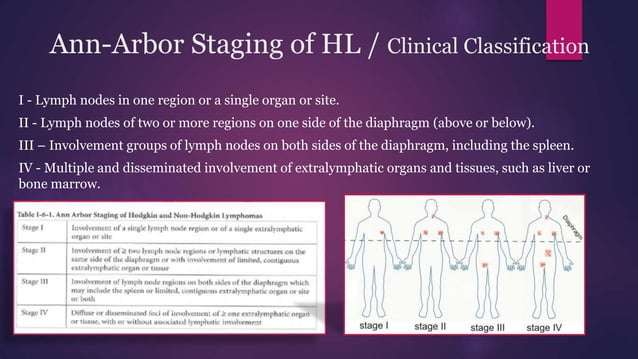 Ann-Arbor Staging of HL / Clinical Classification
I - Lymph nodes in one region or a single organ or site.
II - Lymph nodes of two or more regions on one side of the diaphragm (above or below).
III – Involvement groups of lymph nodes on both sides of the diaphragm, including the spleen.
IV - Multiple and disseminated involvement of extralymphatic organs and tissues, such as liver or
bone marrow.
Table I-6-1. Ann Arbor Staging of Hodgkin and Non-Hodgkin Lymphomas
Stage I Involvement of a single lymph node region or of a single extralymphatic
organ or site
Stage II Involvement of ≥ two lymph node regions or lymphatic structures on the
same side of the diaphragm or with involvement of limited, contiguous
extralymphatic organ or tissue
Stage III Involvement of lymph node regions on both sides of the diaphragm which
may include the spleen or limited, contiguous extralymphatic organ or site
or both
Stage IV Diffuse or disseminated foci of involvement of ≥ one extralymphatic organ
or tissue, with or without associated lymphatic involvement
Diaphragm
stage I stage II stage III stage IV